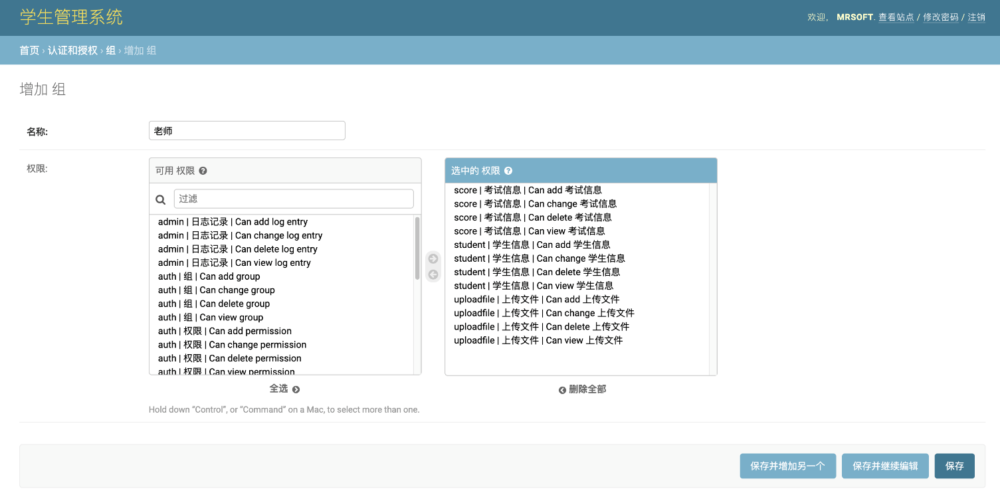 学生管理系统
欢迎， MRSOFT. 查看站点 / 修改密码 / 注销
首页 › 认证和授权 › 组 › 增加 组
增加 组
名称:
老师
权限:
可用 权限
过滤
admin | 日志记录 | Can add log entry
admin | 日志记录 | Can change log entry
admin | 日志记录 | Can delete log entry
admin | 日志记录 | Can view log entry
auth | 组 | Can add group
auth | 组 | Can change group
auth | 组 | Can delete group
auth | 组 | Can view group
auth | 权限 | Can add permission
auth | 权限 | Can change permission
auth | 权限 | Can delete permission
auth | 权限 | Can view permission
全选
Hold down “Control”, or “Command” on a Mac, to select more than one.
选中的 权限
score | 考试信息 | Can add 考试信息
score | 考试信息 | Can change 考试信息
score | 考试信息 | Can delete 考试信息
score | 考试信息 | Can view 考试信息
student | 学生信息 | Can add 学生信息
student | 学生信息 | Can change 学生信息
student | 学生信息 | Can delete 学生信息
student | 学生信息 | Can view 学生信息
uploadfile | 上传文件 | Can add 上传文件
uploadfile | 上传文件 | Can change 上传文件
uploadfile | 上传文件 | Can delete 上传文件
uploadfile | 上传文件 | Can view 上传文件
删除全部
保存并增加另一个
保存并继续编辑
保存